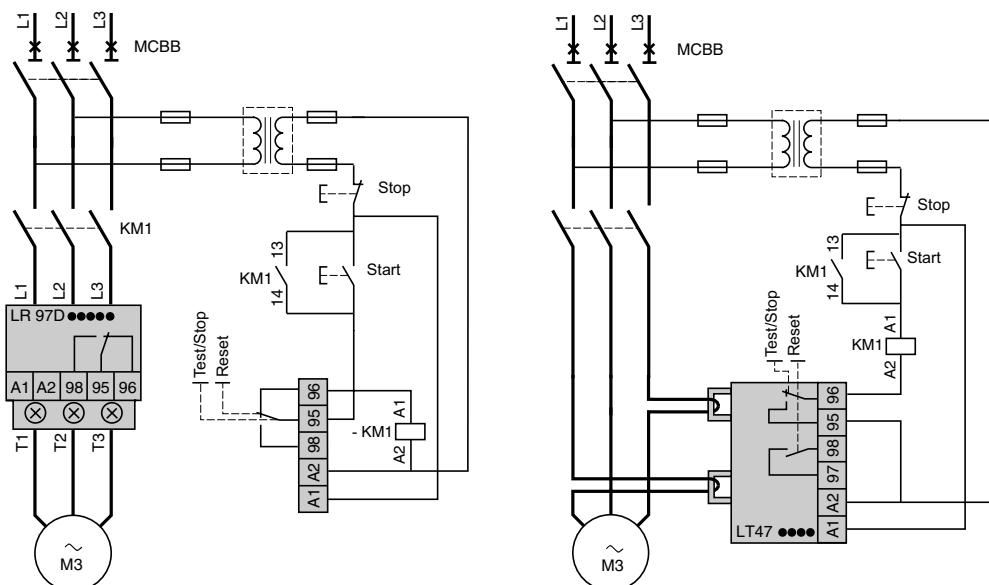 L1
L2
L3
MCBB
Stop
KM1
13
14
KM1
Start
L1
L2
L3
LR 97D ●●●●●
A1 A2 98 95 96
T1
T2
T3
Test/Stop
Reset
96
95
98
A2
A1
A1
- KM1
A2
~
M3
L1
L2
L3
MCBB
Stop
13
KM1
14
Start
Test/Stop
Reset
A1
KM1
A2
96
95
98
97
A2
A1
LT47 ●●●●
~
M3